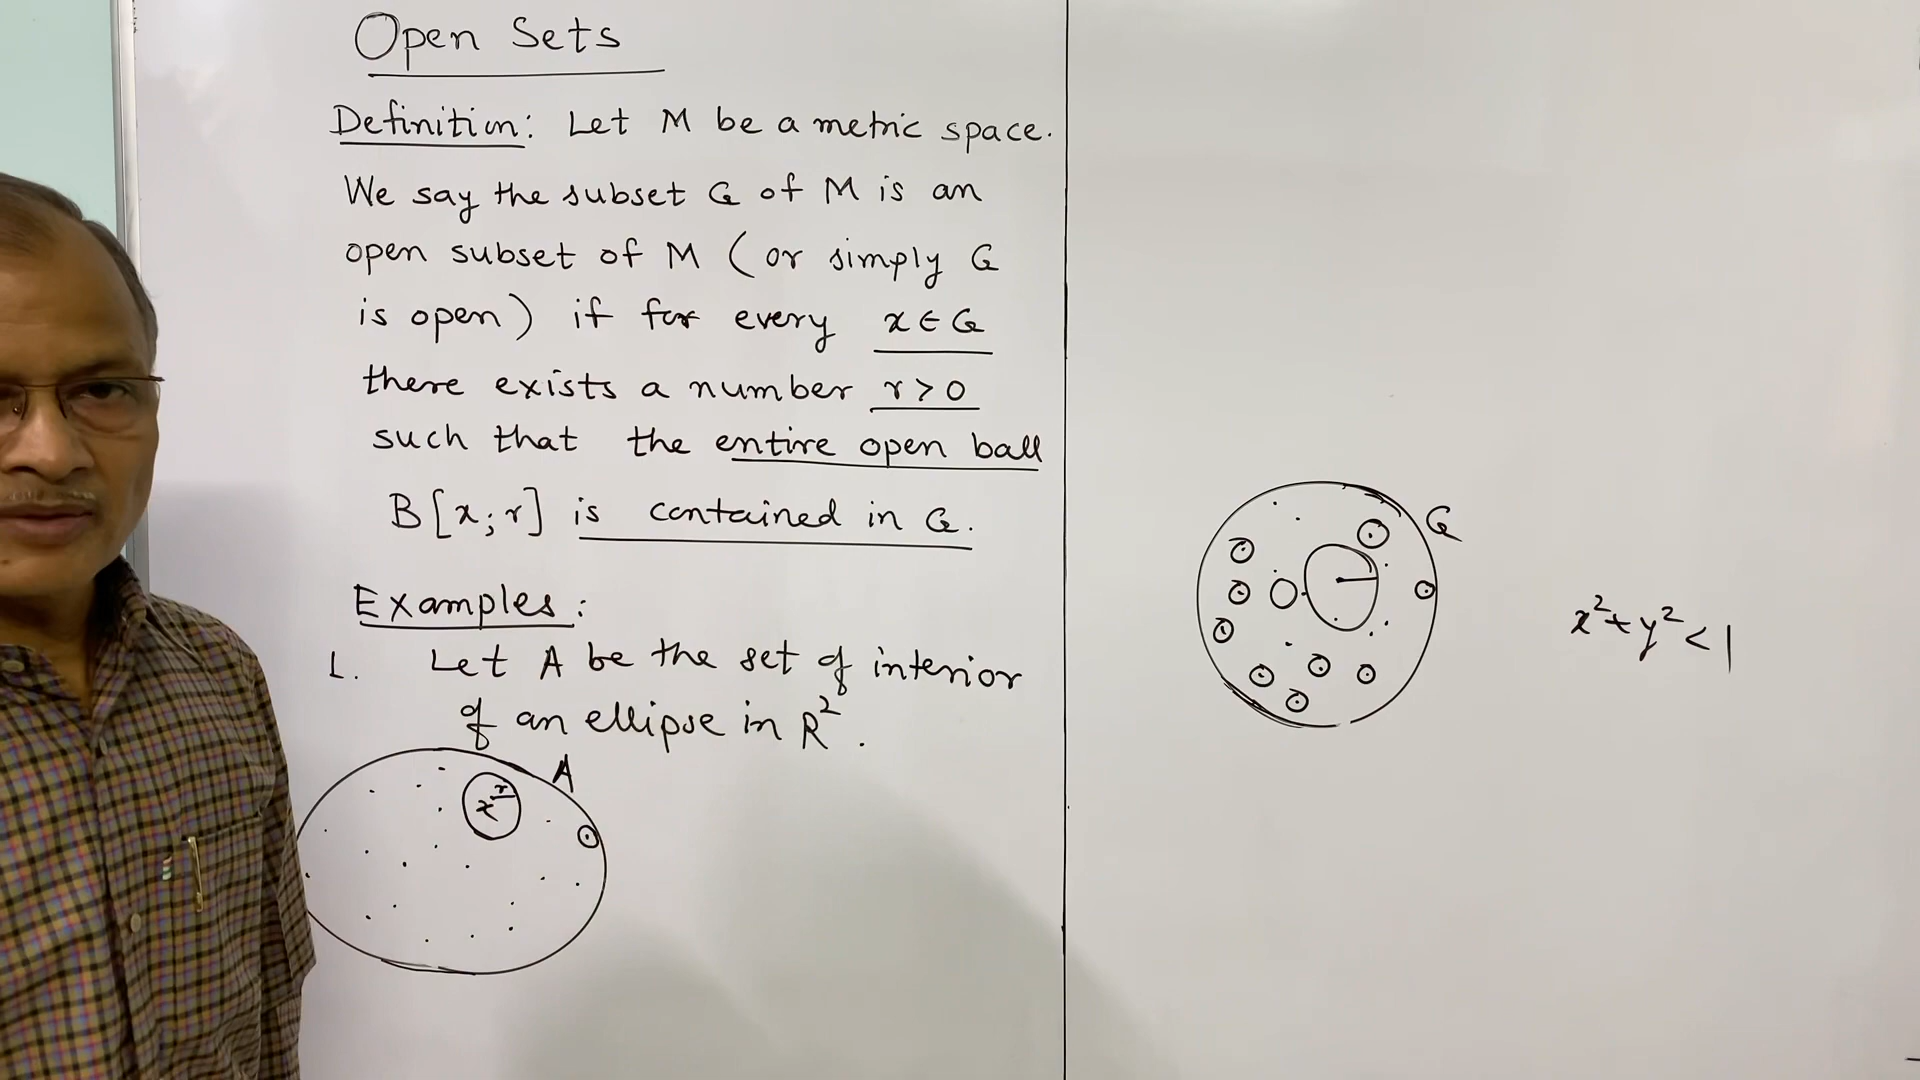 Open Sets
Definition: Let M be a metric space.
We say the subset G of M is an
open subset of M (or simply G
is open) if for every x ∈ G
there exists a number r > 0
such that the entire open ball
B[x; r] is contained in G.
Examples:
1. Let A be the set of interior
of an ellipse in R².
A
x r
G
x² + y² < 1